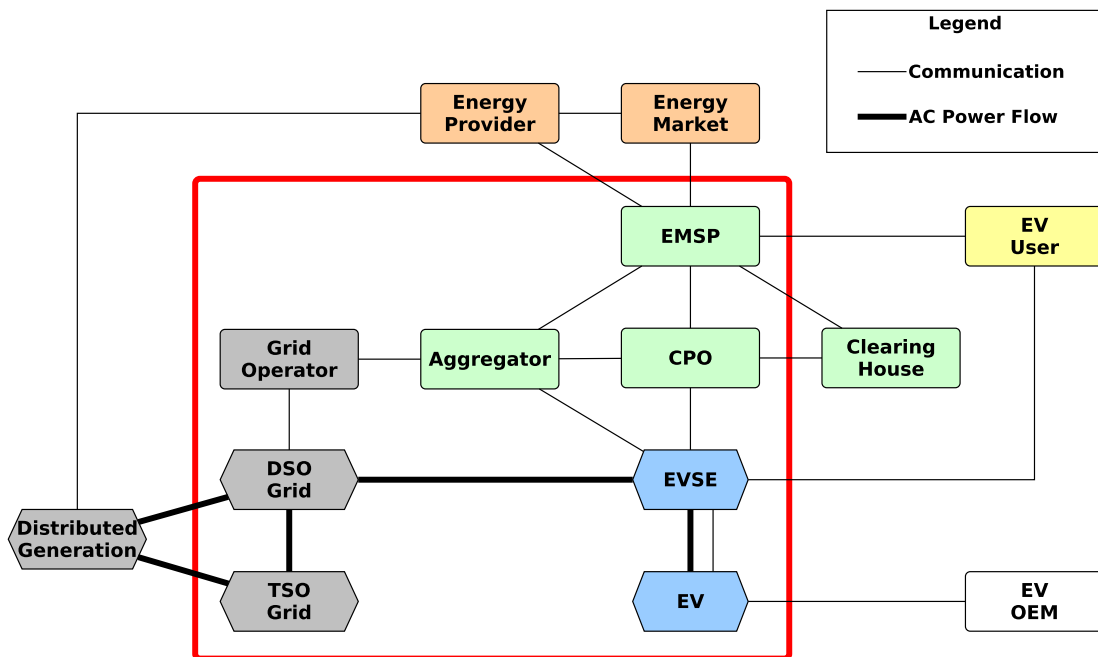 Legend
Communication
AC Power Flow
Energy
Provider
Energy
Market
EMSP
EV
User
Grid
Operator
Aggregator
CPO
Clearing
House
DSO
Grid
EVSE
Distributed
Generation
TSO
Grid
EV
EV
OEM